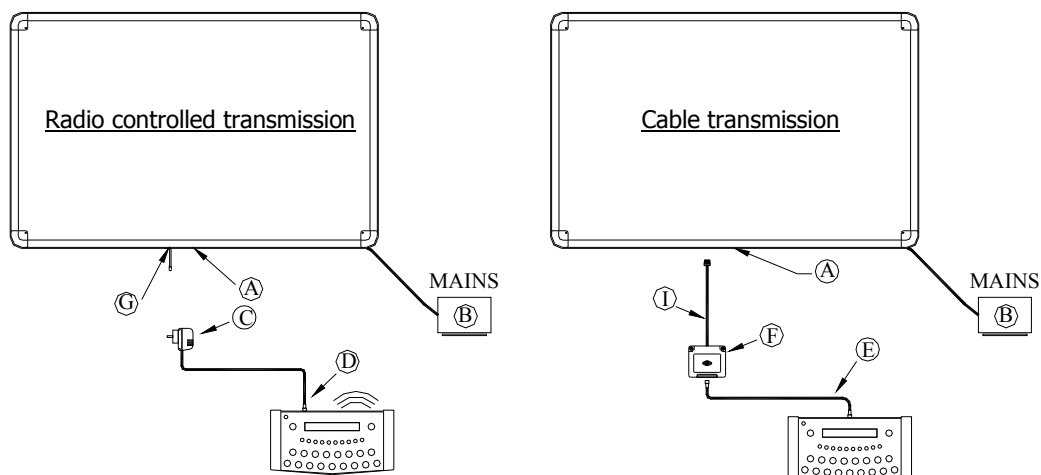 Radio controlled transmission
G
A
C
MAINS
B
D
Cable transmission
A
MAINS
B
I
F
E